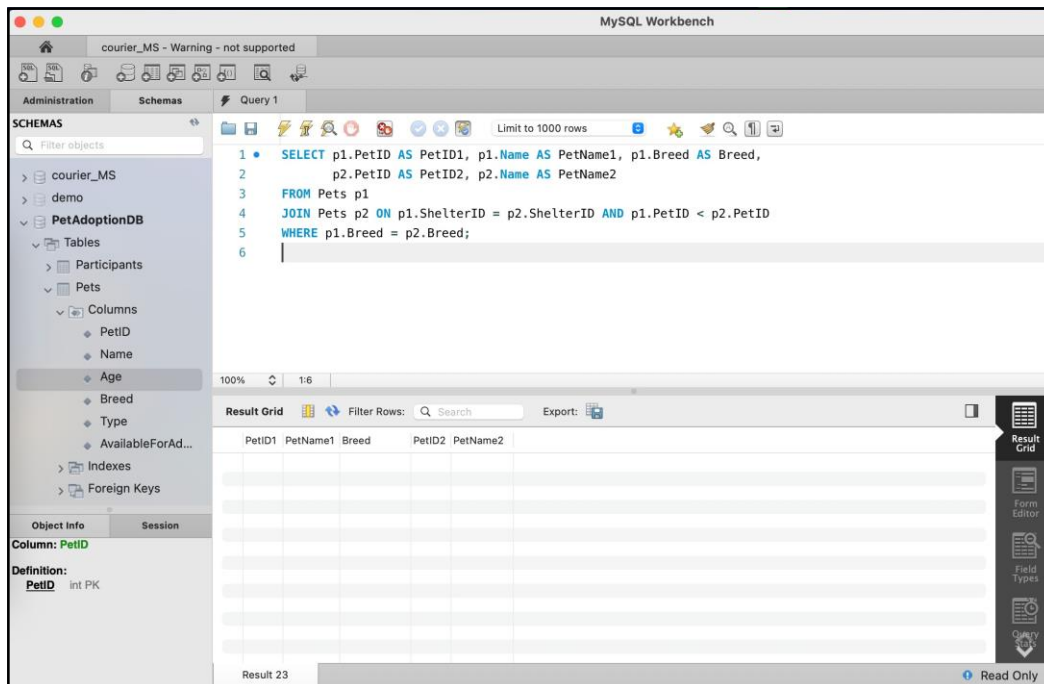 MySQL Workbench
courier_MS - Warning - not supported
Administration
Schemas
Query 1
SCHEMAS
Filter objects
courier_MS
demo
PetAdoptionDB
Tables
Participants
Pets
Columns
PetID
Name
Age
Breed
Type
AvailableForAd...
Indexes
Foreign Keys
Object Info
Session
Column: PetID
Definition:
PetID int PK
Limit to 1000 rows
1 SELECT p1.PetID AS PetID1, p1.Name AS PetName1, p1.Breed AS Breed,
2 p2.PetID AS PetID2, p2.Name AS PetName2
3 FROM Pets p1
4 JOIN Pets p2 ON p1.ShelterID = p2.ShelterID AND p1.PetID < p2.PetID
5 WHERE p1.Breed = p2.Breed;
6
100% 1:6
Result Grid Filter Rows: Search Export:
PetID1 PetName1 Breed PetID2 PetName2
Result
Grid
Form
Editor
Field
Types
Query
Stats
Result 23
Read Only